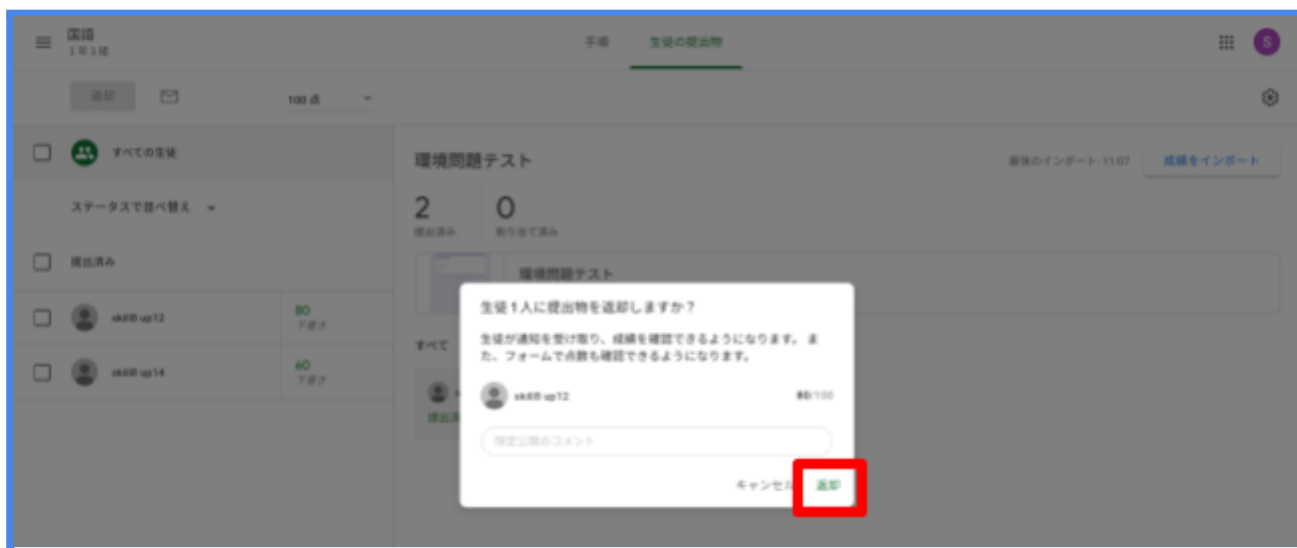 国語
1年1組
手順
生徒の提出物
S
返却
100 点
すべての生徒
環境問題テスト
最後のインポート: 11:07
成績をインポート
ステータスで並べ替え
2
0
提出済み
割り当て済み
提出済み
環境問題テスト
生徒 1 人に提出物を返却しますか？
skill8 up12
80
下書き
生徒が通知を受け取り、成績を確認できるようになります。 ま
た、フォームで点数も確認できるようになります。
すべて
skill8 up14
60
下書き
skill8 up12
80/100
限定公開のコメント
キャンセル
返却